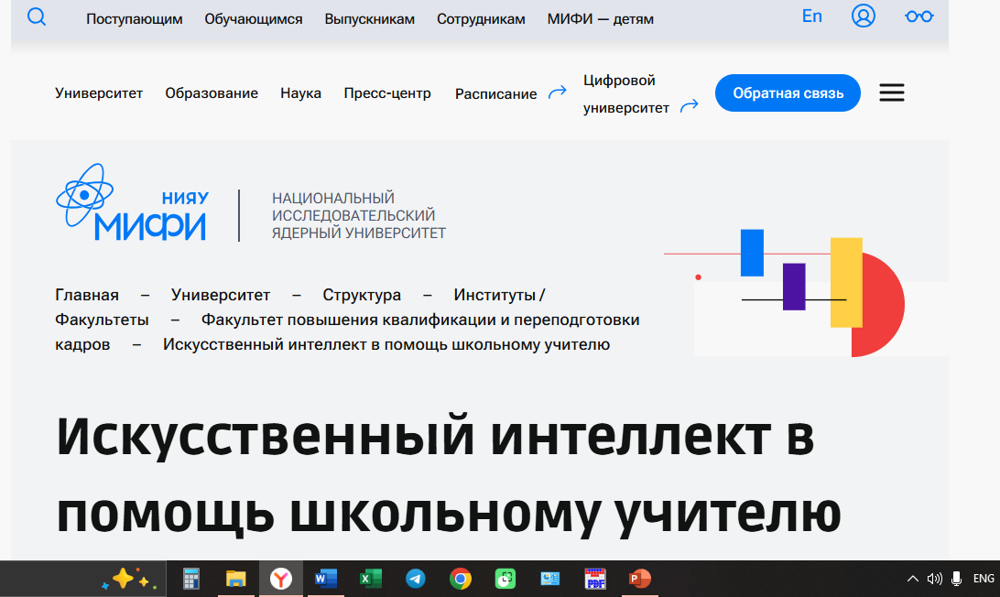 Поступающим Обучающимся Выпускникам Сотрудникам МИФИ — детям En
Университет Образование Наука Пресс-центр Расписание Цифровой университет Обратная связь
НИЯУ МИФИ
НАЦИОНАЛЬНЫЙ
ИССЛЕДОВАТЕЛЬСКИЙ
ЯДЕРНЫЙ УНИВЕРСИТЕТ
Главная – Университет – Структура – Институты /
Факультеты – Факультет повышения квалификации и переподготовки
кадров – Искусственный интеллект в помощь школьному учителю
Искусственный интеллект в
помощь школьному учителю
PDF
ENG